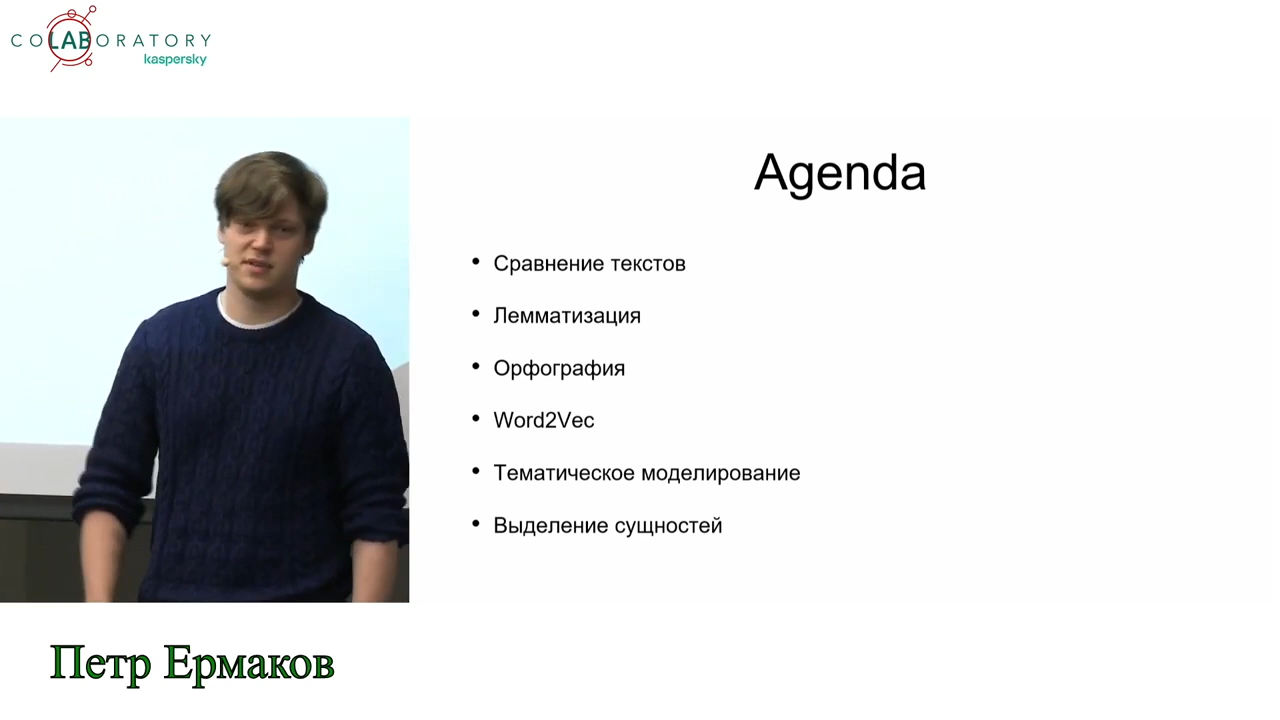 COLABORATORY
kaspersky
Agenda
• Сравнение текстов
• Лемматизация
• Орфография
• Word2Vec
• Тематическое моделирование
• Выделение сущностей
Петр Ермаков